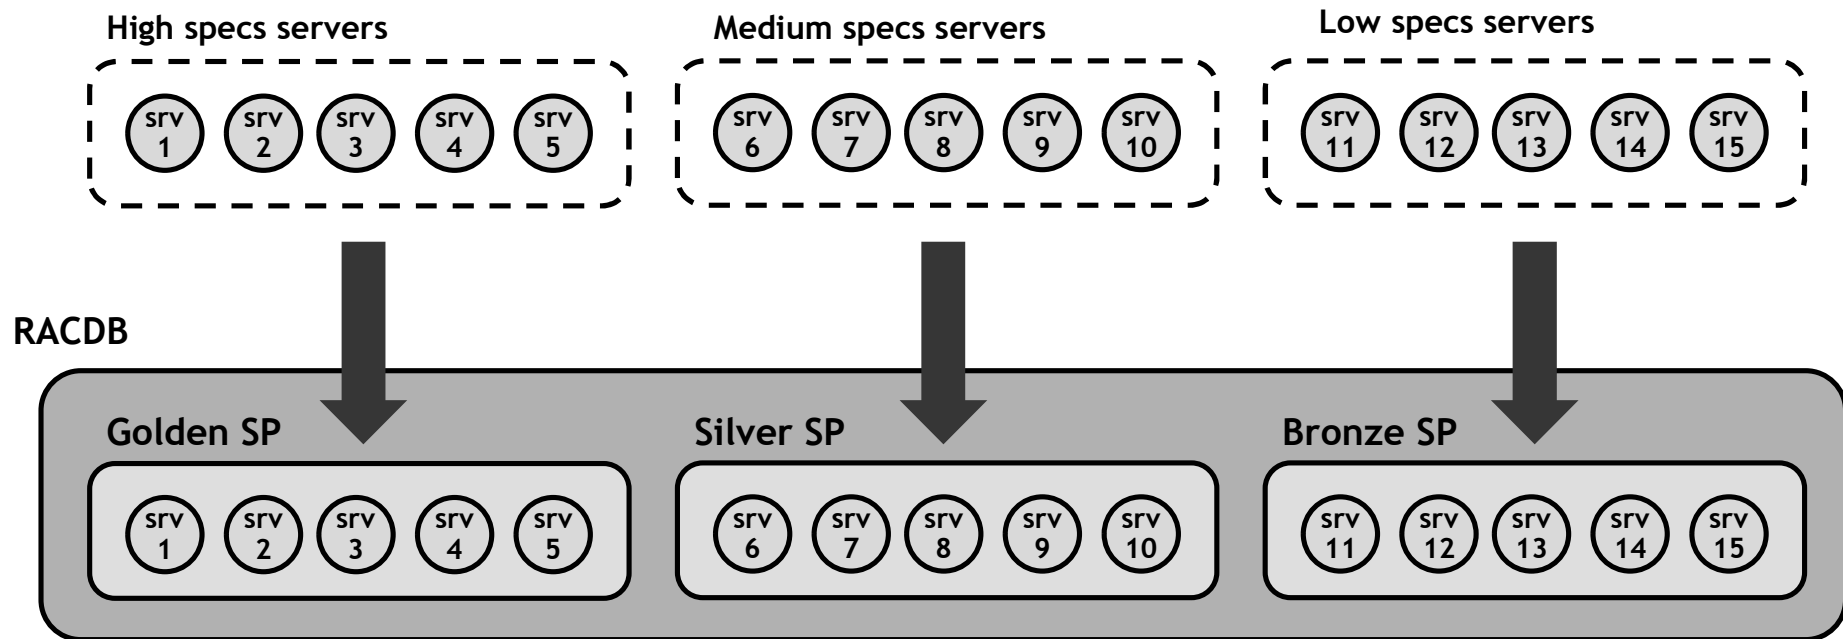 High specs servers
Medium specs servers
Low specs servers
srv
1
srv
2
srv
3
srv
4
srv
5
srv
6
srv
7
srv
8
srv
9
srv
10
srv
11
srv
12
srv
13
srv
14
srv
15
RACDB
Golden SP
Silver SP
Bronze SP
srv
1
srv
2
srv
3
srv
4
srv
5
srv
6
srv
7
srv
8
srv
9
srv
10
srv
11
srv
12
srv
13
srv
14
srv
15